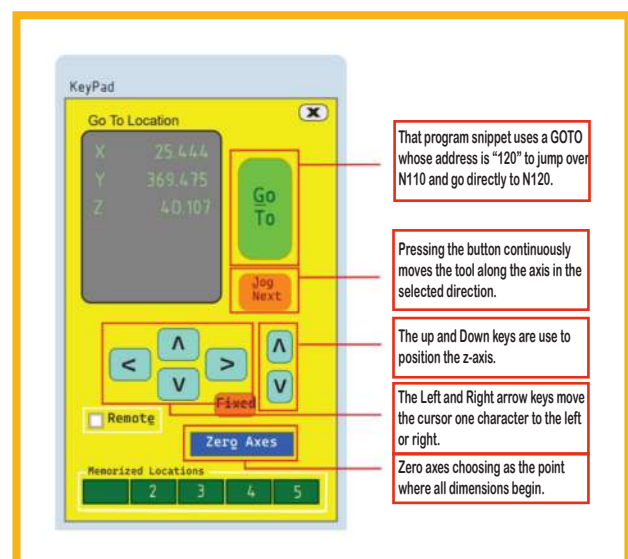 KeyPad
Go To Location
X
X 25.444
Y 369.475
Z 40.107
Go
To
Jog
Next
<
Λ
V
>
Λ
V
Fixed
Remote
Zero Axes
Memorized Locations
2 3 4 5
That program snippet uses a GOTO
whose address is “120” to jump over
N110 and go directly to N120.
Pressing the button continuously
moves the tool along the axis in the
selected direction.
The up and Down keys are use to
position the z-axis.
The Left and Right arrow keys move
the cursor one character to the left
or right.
Zero axes choosing as the point
where all dimensions begin.